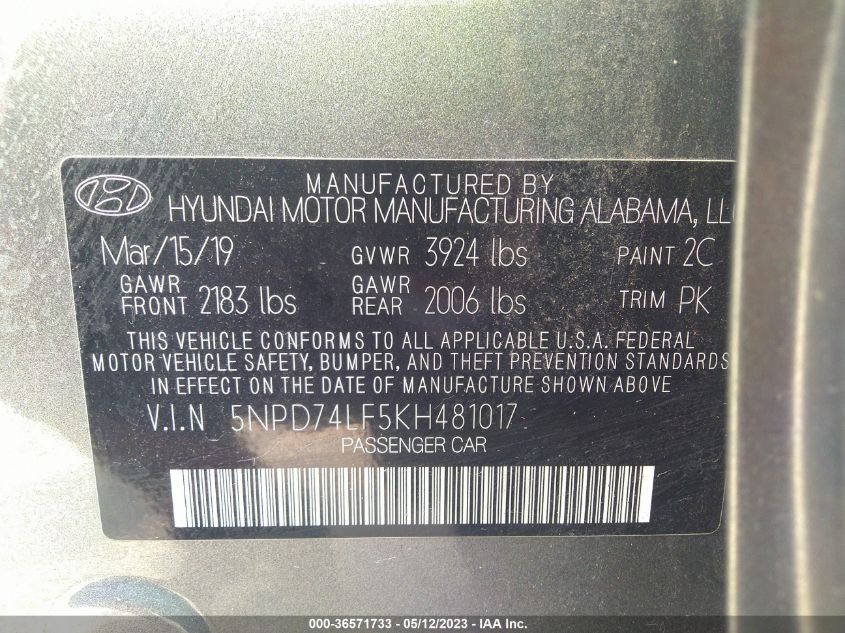 MANUFACTURED BY
HYUNDAI MOTOR MANUFACTURING ALABAMA, LLC
Mar/15/19 GVWR 3924 lbs PAINT 2C
GAWR FRONT 2183 lbs GAWR REAR 2006 lbs TRIM PK
THIS VEHICLE CONFORMS TO ALL APPLICABLE U.S.A. FEDERAL
MOTOR VEHICLE SAFETY, BUMPER, AND THEFT PREVENTION STANDARDS
IN EFFECT ON THE DATE OF MANUFACTURE SHOWN ABOVE
V.I.N 5NPD74LF5KH481017
PASSENGER CAR
000-36571733 - 05/12/2023 - IAA Inc.